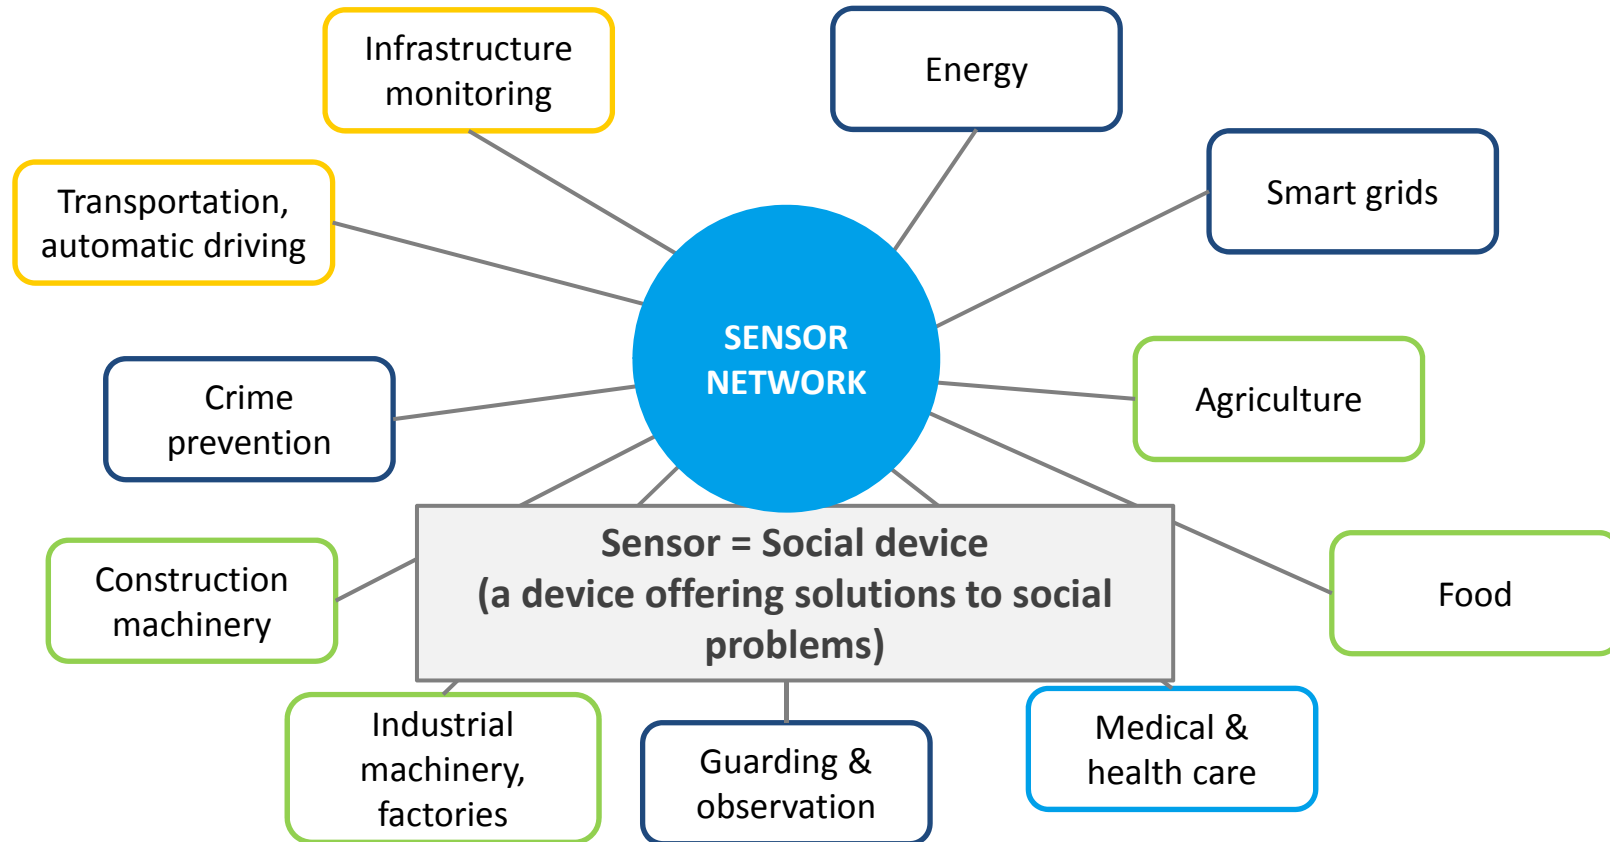 Infrastructure
monitoring
Energy
Transportation,
automatic driving
Smart grids
SENSOR
NETWORK
Crime
prevention
Agriculture
Sensor = Social device
(a device offering solutions to social
problems)
Construction
machinery
Food
Industrial
machinery,
factories
Guarding &
observation
Medical &
health care